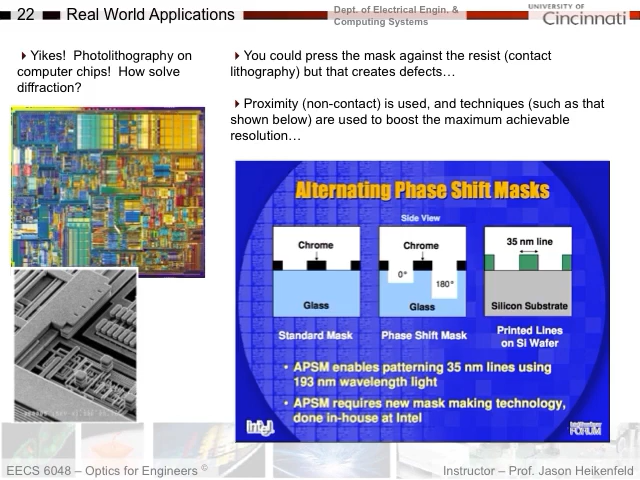 22 Real World Applications
Dept. of Electrical Engin. &
Computing Systems
UNIVERSITY OF
Cincinnati
Yikes! Photolithography on
computer chips! How solve
diffraction?
You could press the mask against the resist (contact
lithography) but that creates defects…
Proximity (non-contact) is used, and techniques (such as that
shown below) are used to boost the maximum achievable
resolution…
Alternating Phase Shift Masks
Side View
Chrome
Glass
Standard Mask
Chrome
0°
180°
Glass
Phase Shift Mask
35 nm line
Silicon Substrate
Printed Lines
on Si Wafer
• APSM enables patterning 35 nm lines using
193 nm wavelength light
• APSM requires new mask making technology,
done in-house at Intel
Intel
FORUM
EECS 6048 – Optics for Engineers ©
Instructor – Prof. Jason Heikenfeld